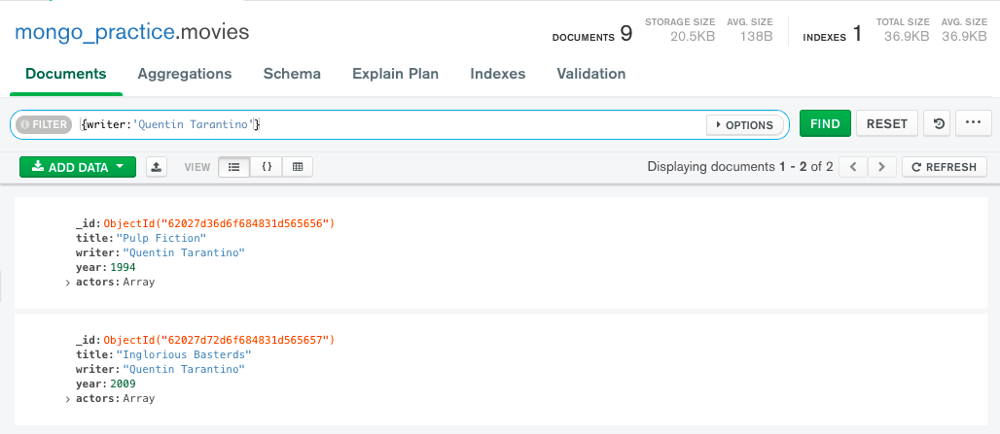 mongo_practice.movies
DOCUMENTS 9 STORAGE SIZE 20.5KB AVG. SIZE 138B INDEXES 1 TOTAL SIZE 36.9KB AVG. SIZE 36.9KB
Documents Aggregations Schema Explain Plan Indexes Validation
FILTER {writer:'Quentin Tarantino'} OPTIONS FIND RESET ...
ADD DATA VIEW {} Displaying documents 1 - 2 of 2 < > REFRESH
_id:ObjectId("62027d36d6f684831d565656")
title:"Pulp Fiction"
writer:"Quentin Tarantino"
year:1994
> actors:Array
_id:ObjectId("62027d72d6f684831d565657")
title:"Inglorious Basterds"
writer:"Quentin Tarantino"
year:2009
> actors:Array